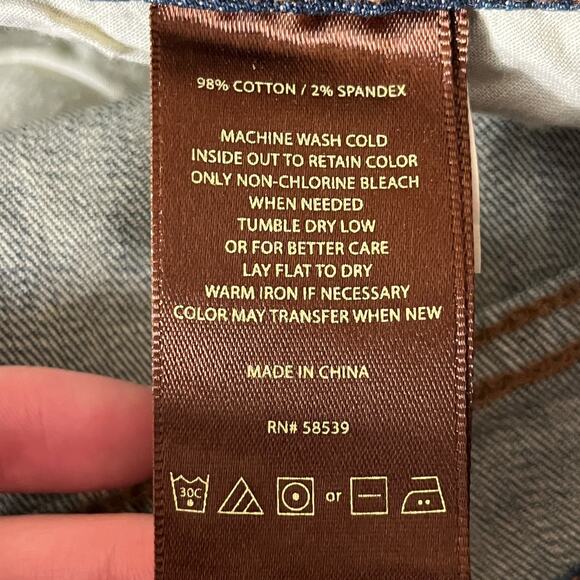 98% COTTON / 2% SPANDEX
MACHINE WASH COLD
INSIDE OUT TO RETAIN COLOR
ONLY NON-CHLORINE BLEACH
WHEN NEEDED
TUMBLE DRY LOW
OR FOR BETTER CARE
LAY FLAT TO DRY
WARM IRON IF NECESSARY
COLOR MAY TRANSFER WHEN NEW
MADE IN CHINA
RN# 58539
30C or